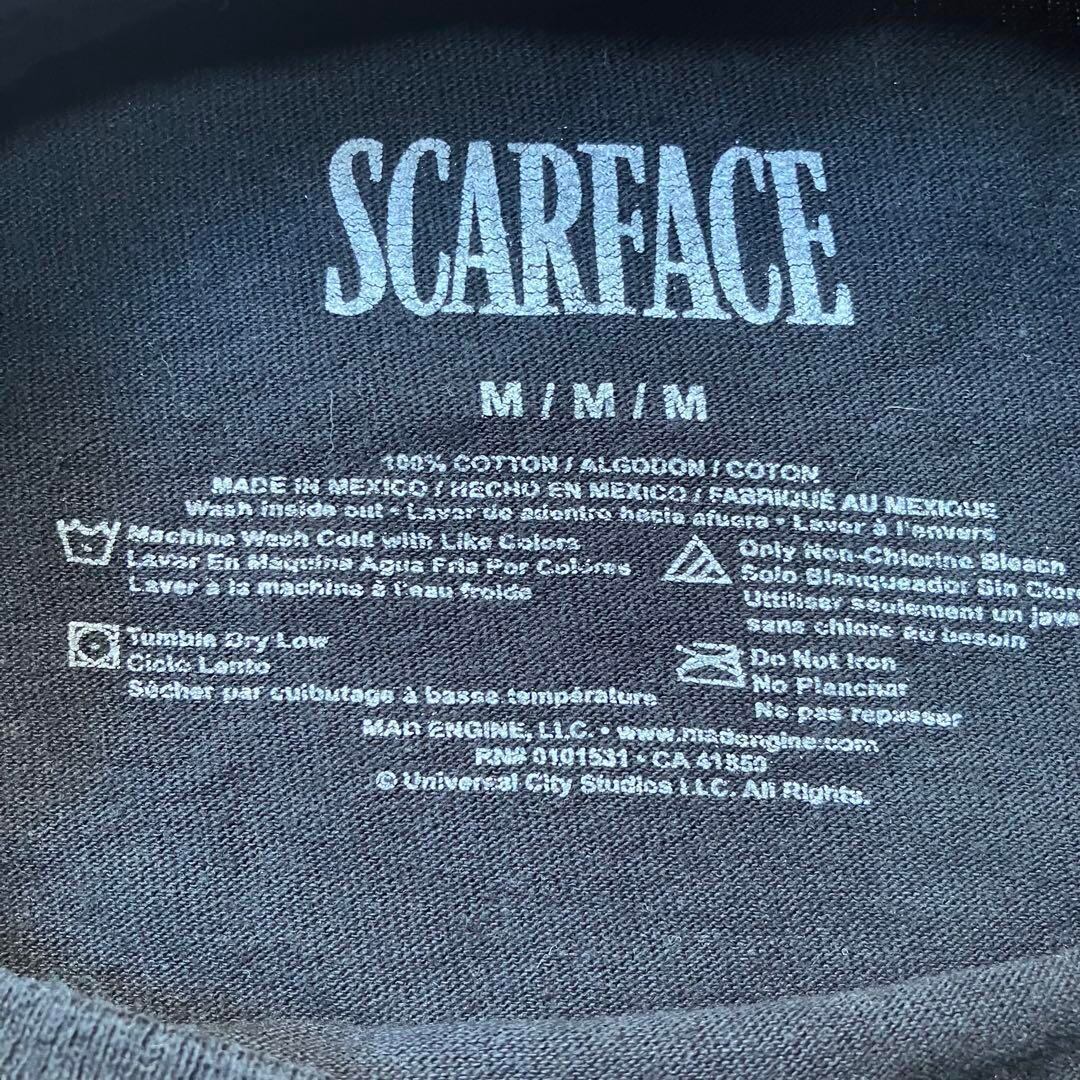 SCARFACE
M / M / M
100% COTTON / ALGODON / COTON
MADE IN MEXICO / HECHO EN MEXICO / FABRIQUÉ AU MEXIQUE
Wash inside out • Lavar de adentro hacia afuera • Laver à l'envers
Machine Wash Cold with Like Colors
Lavar En Maquina Agua Fria Por Colores
Laver à la machine à l'eau froide
Only Non-Chlorine Bleach
Solo Blanqueador Sin Clor
Uttiliser seulement un jave
sans chlore au besoin
Tumble Dry Low
Ciclo Lento
Sécher par culbutage à basse température
Do Not Iron
No Planchar
Ne pas repasser
MAD ENGINE, LLC. • www.madengine.com
RN# 0101531 • CA 41850
© Universal City Studios LLC. All Rights.